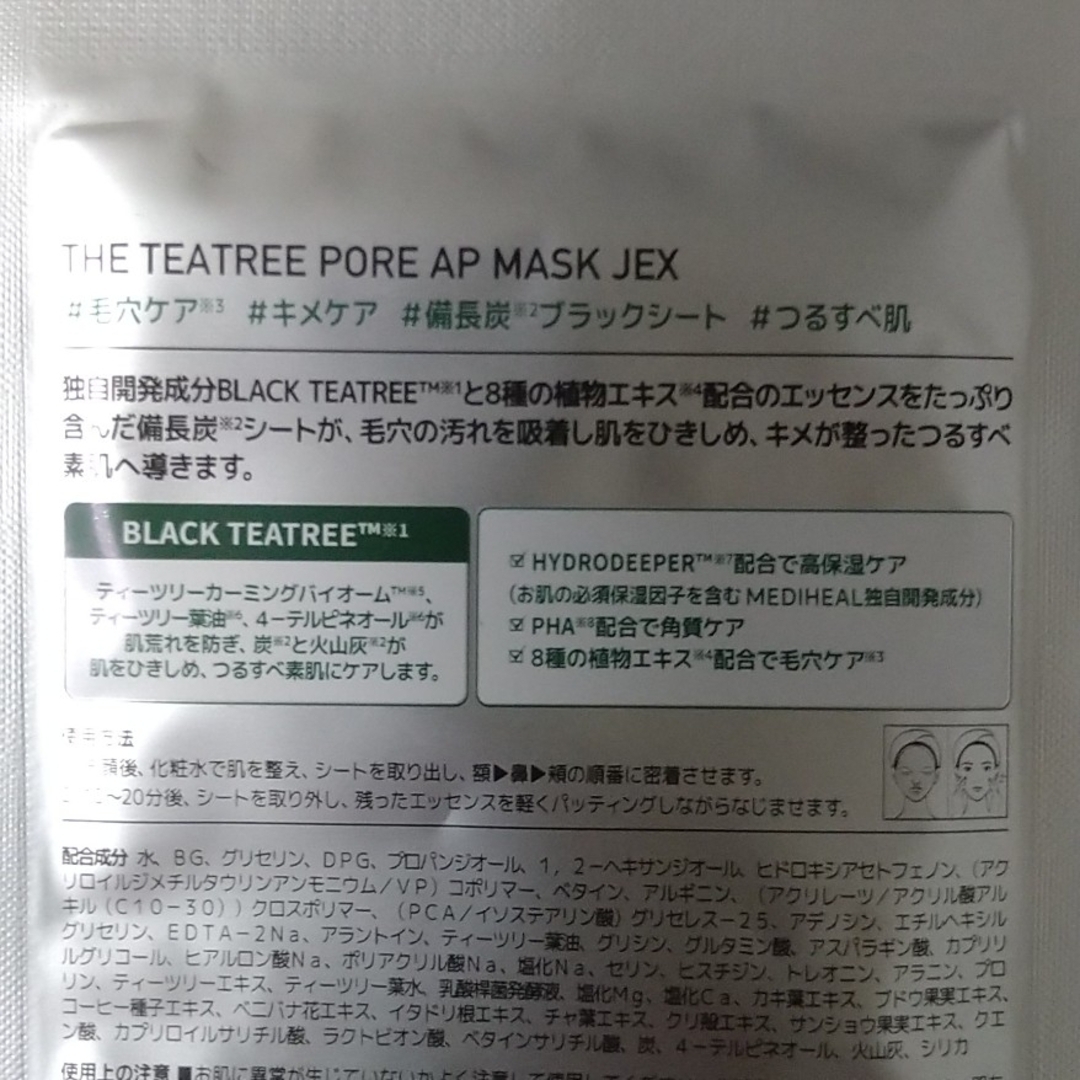 THE TEATREE PORE AP MASK JEX
#毛穴ケア※3 #キメケア #備長炭※2ブラックシート #つるすべ肌
独自開発成分BLACK TEATREE™※1と8種の植物エキス※4配合のエッセンスをたっぷり
含んだ備長炭※2シートが、毛穴の汚れを吸着し肌をひきしめ、キメが整ったつるすべ
素肌へ導きます。
BLACK TEATREE™※1
ティーツリーカーミングバイオーム™※5、
ティーツリー葉油※6、4−テルピネオール※6が
肌荒れを防ぎ、炭※2と火山灰※2が
肌をひきしめ、つるすべ素肌にケアします。
☑ HYDRODEEPER™※7配合で高保湿ケア
(お肌の必須保湿因子を含む MEDIHEAL独自開発成分)
☑ PHA※8配合で角質ケア
☑ 8種の植物エキス※4配合で毛穴ケア※3
使用方法
顔後、化粧水で肌を整え、シートを取り出し、額▶鼻▶頬の順番に密着させます。
~20分後、シートを取り外し、残ったエッセンスを軽くパッティングしながらなじませます。
配合成分 水、BG、グリセリン、DPG、プロパンジオール、1,2−ヘキサンジオール、ヒドロキシアセトフェノン、(アク
リロイルジメチルタウリンアンモニウム/VP)コポリマー、ベタイン、アルギニン、(アクリレーツ/アクリル酸アル
キル(C10−30))クロスポリマー、(PCA/イソステアリン酸)グリセレス−25、アデノシン、エチルヘキシル
グリセリン、EDTA−2Na、アラントイン、ティーツリー葉油、グリシン、グルタミン酸、アスパラギン酸、カプリリ
ルグリコール、ヒアルロン酸Na、ポリアクリル酸Na、塩化Na、セリン、ヒスチジン、トレオニン、アラニン、プロ
リン、ティーツリーエキス、ティーツリー葉水、乳酸桿菌発酵液、塩化Mg、塩化Ca、カキ葉エキス、ブドウ果実エキス、
コーヒー種子エキス、ベニバナ花エキス、イタドリ根エキス、チャ葉エキス、クリ殻エキス、サンショウ果実エキス、クエ
ン酸、カプリロイルサリチル酸、ラクトビオン酸、ベタインサリチル酸、炭、4−テルピネオール、火山灰、シリカ
使用上の注意 ■お肌に異常が生じていないかよく注意して使用してください